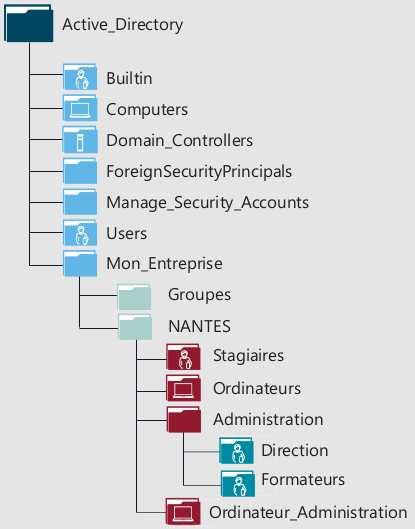 Active_Directory
Builtin
Computers
Domain_Controllers
ForeignSecurityPrincipals
Manage_Security_Accounts
Users
Mon_Entreprise
Groupes
NANTES
Stagiaires
Ordinateurs
Administration
Direction
Formateurs
Ordinateur_Administration